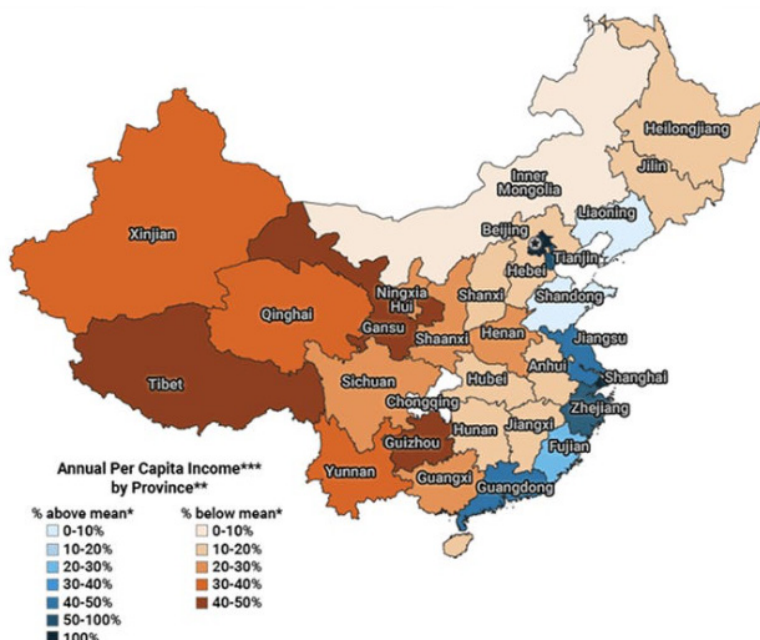 Heilongjiang
Jilin
Inner
Mongolia
Liaoning
Beijing
Tianjin
Hebei
Xinjian
Ningxia
Hui
Shanxi
Shandong
Qinghai
Gansu
Shaanxi
Henan
Jiangsu
Tibet
Sichuan
Hubei
Anhui
Shanghai
Chongqing
Zhejiang
Guizhou
Hunan
Jiangxi
Fujian
Yunnan
Guangxi
Guangdong
Annual Per Capita Income***
by Province**
% above mean*
0-10%
10-20%
20-30%
30-40%
40-50%
50-100%
100%
% below mean*
0-10%
10-20%
20-30%
30-40%
40-50%